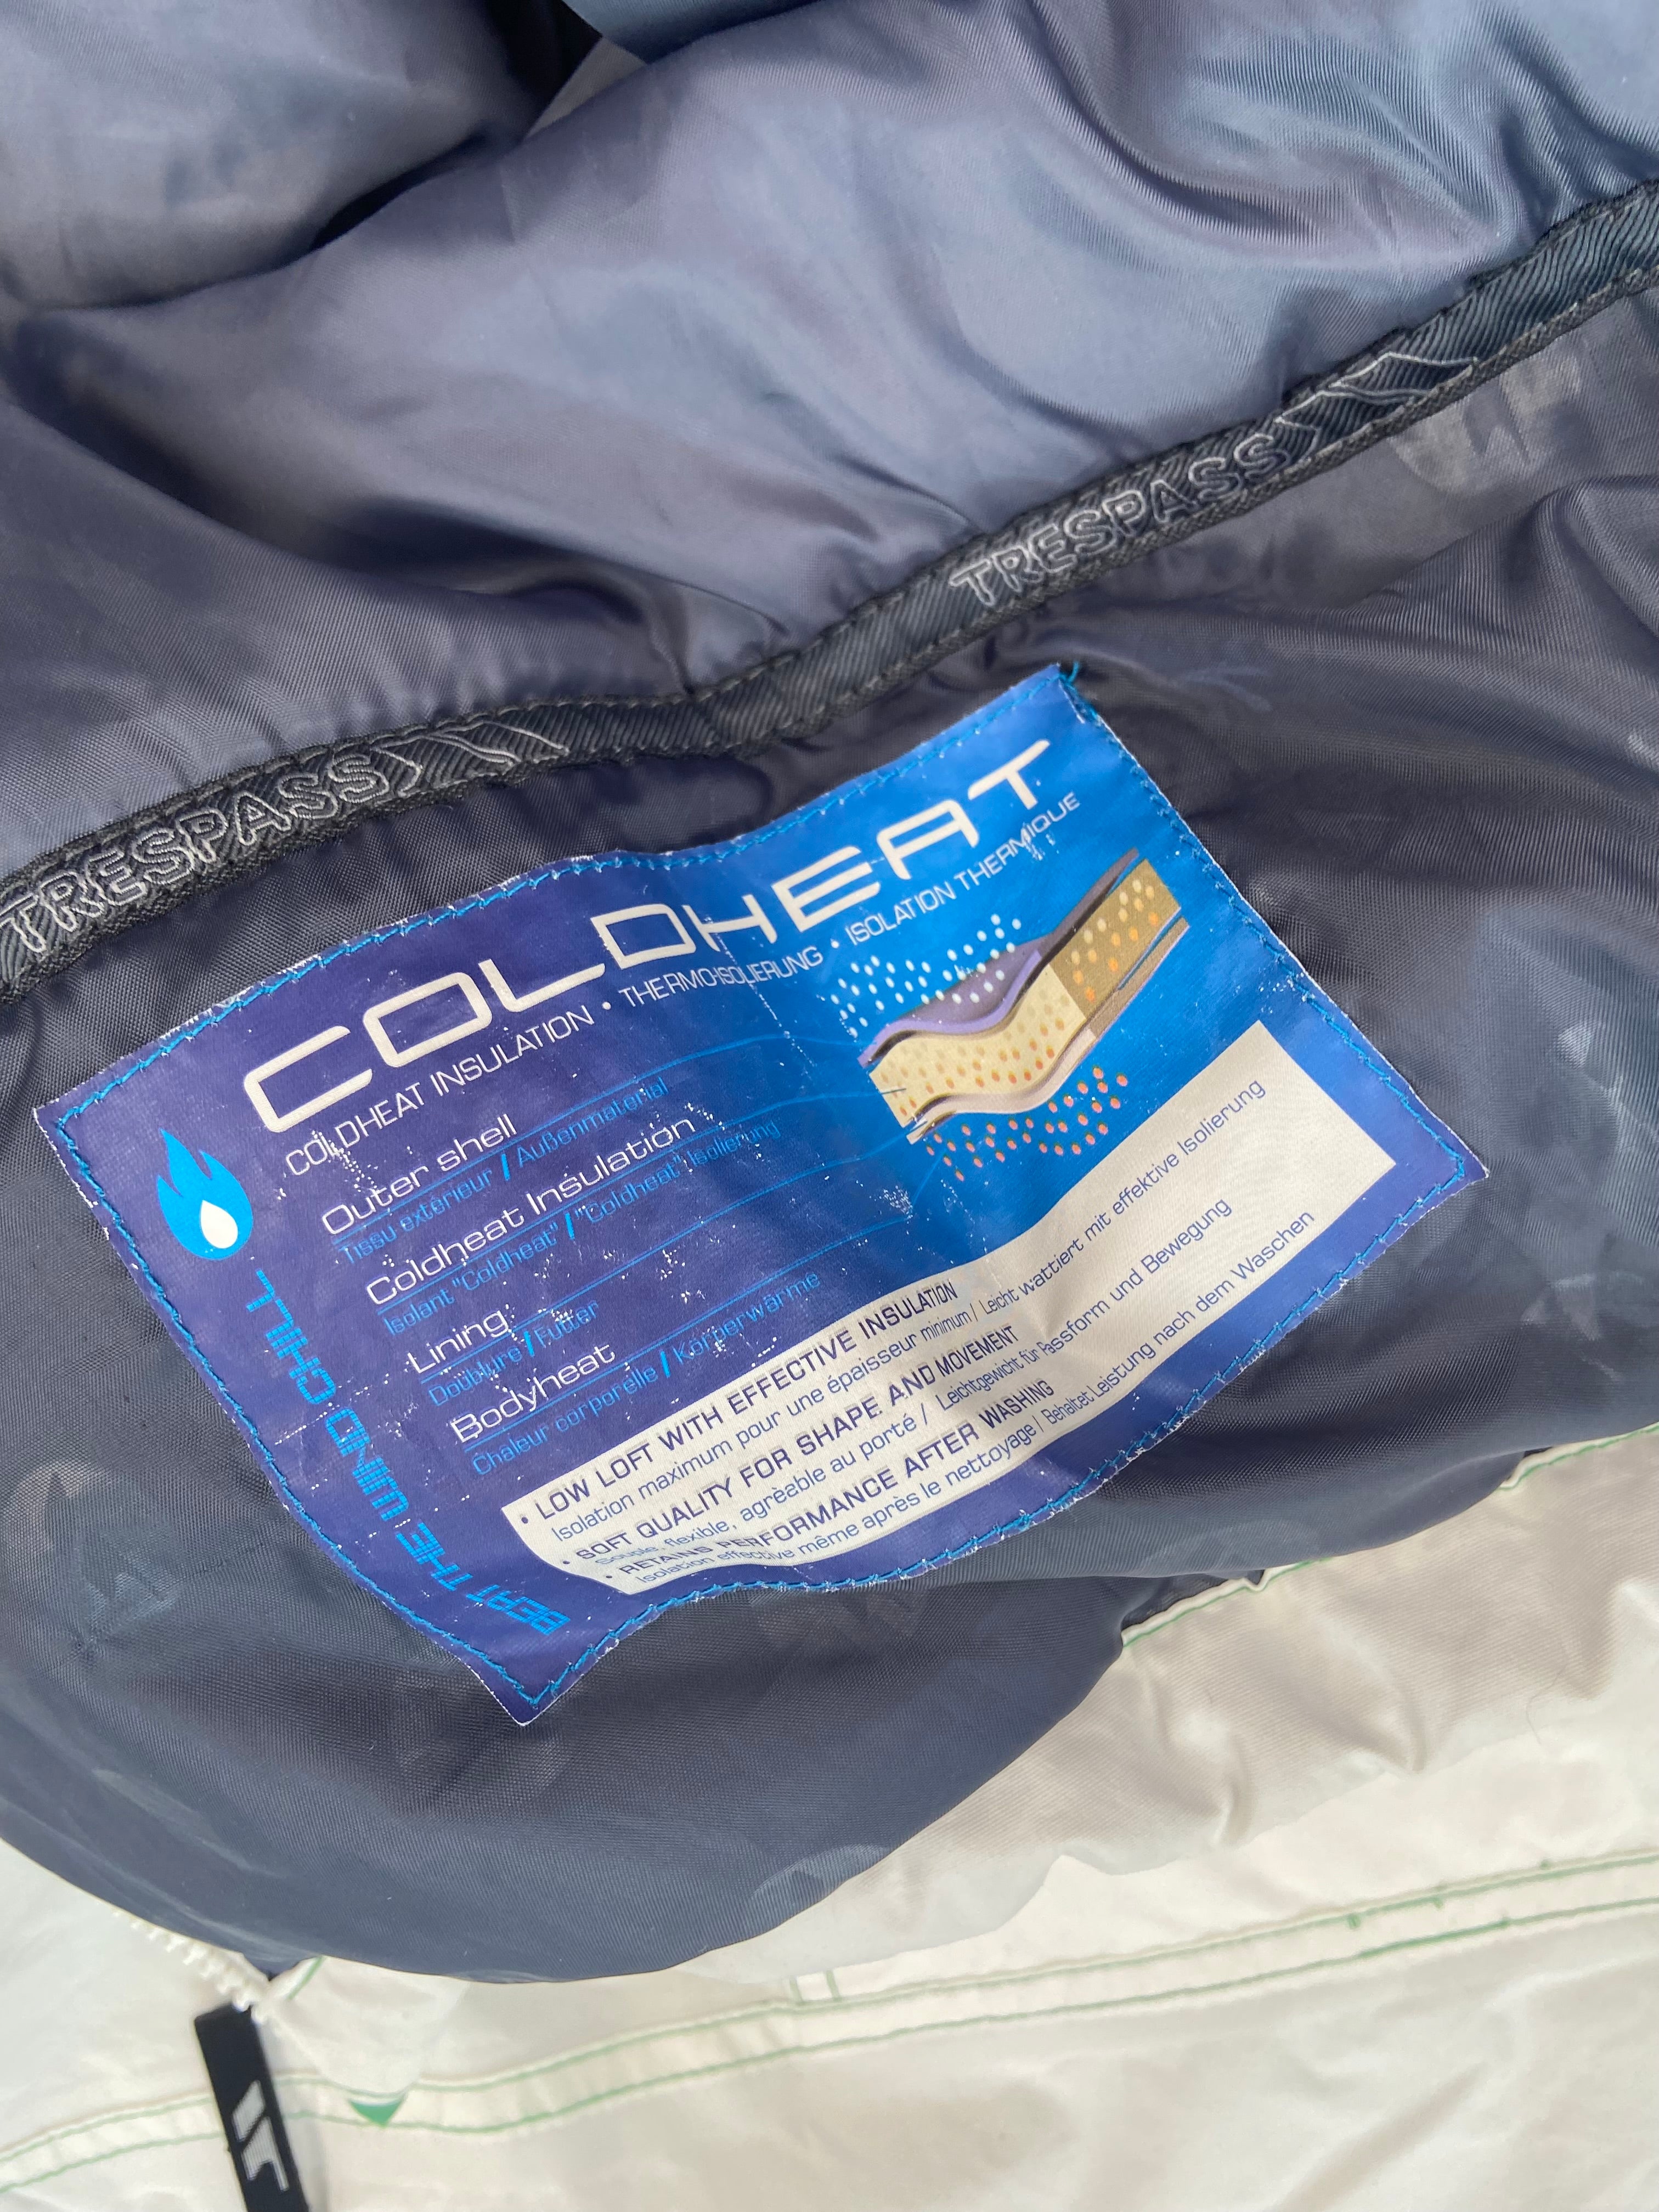 TRESPASS
TRESPASS
COLDHEAT
COLDHEAT INSULATION • THERMO-ISOLIERUNG • ISOLATION THERMIQUE
Outer shell
Tissu extérieur / Außenmaterial
Coldheat Insulation
Isolant "Coldheat" / "Coldheat" Isolierung
Lining
Doublure / Futter
Bodyheat
Chaleur corporelle / Körperwärme
BEAT THE WIND CHILL
• LOW LOFT WITH EFFECTIVE INSULATION
Isolation maximum pour une épaisseur minimum / Leicht wattiert mit effektive Isolierung
• SOFT QUALITY FOR SHAPE AND MOVEMENT
Souple, flexible, agrèable au porté / Leichtgewicht für Passform und Bewegung
• RETAINS PERFORMANCE AFTER WASHING
Isolation effective même après le nettoyage / Behaltet Leistung nach dem Waschen